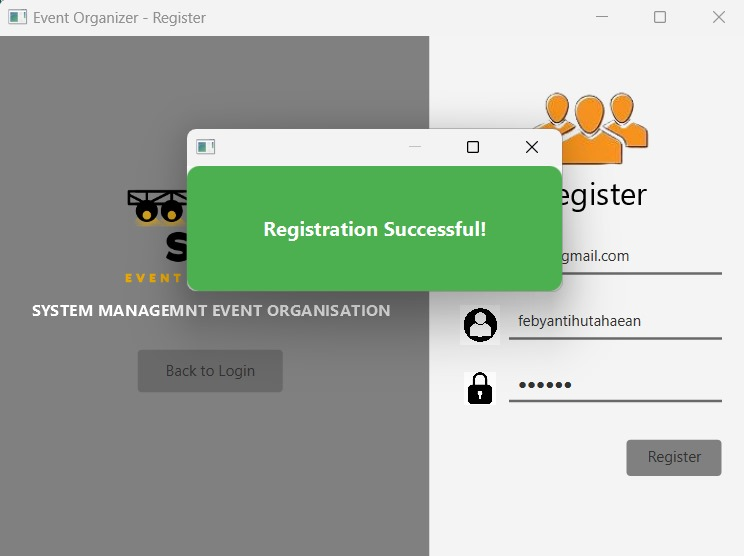 Event Organizer - Register
Registration Successful!
EVENT
SYSTEM MANAGEMNT EVENT ORGANISATION
Back to Login
egister
gmail.com
febyantihutahaean
••••••
Register